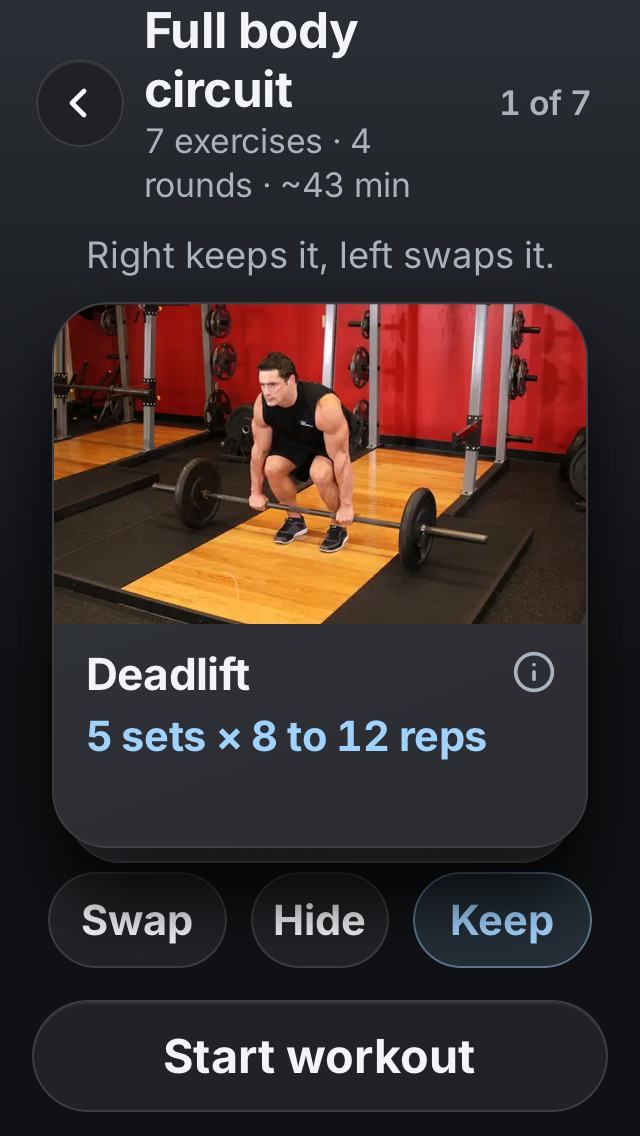 Full body
circuit
7 exercises · 4
rounds · ~43 min
1 of 7
Right keeps it, left swaps it.
Deadlift
5 sets × 8 to 12 reps
Swap
Hide
Keep
Start workout